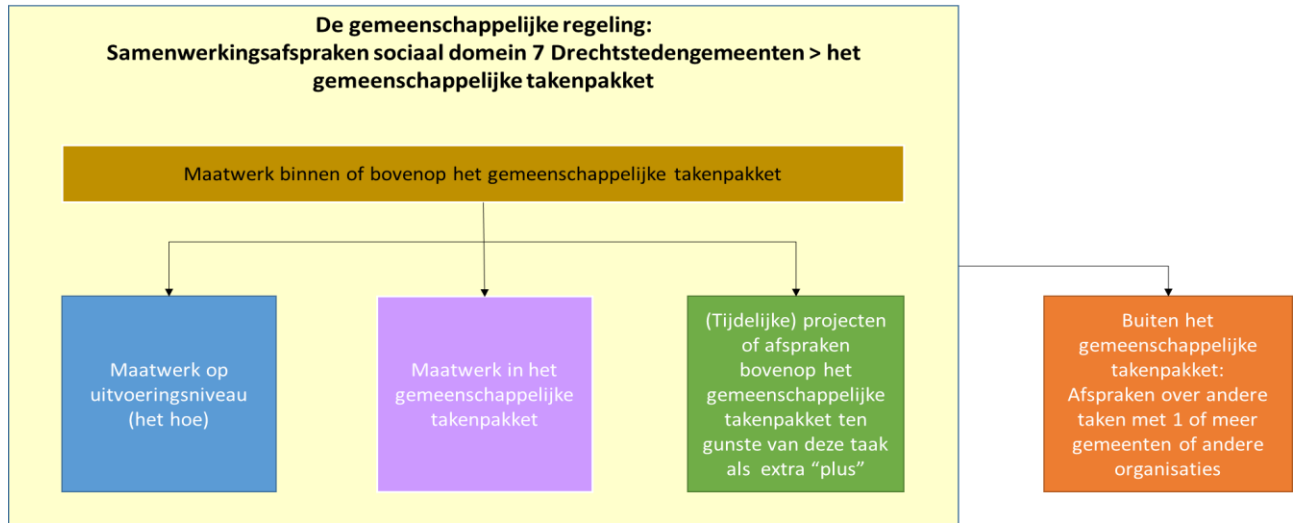 De gemeenschappelijke regeling:
Samenwerkingsafspraken sociaal domein 7 Drechtstedengemeenten > het
gemeenschappelijke takenpakket
Maatwerk binnen of bovenop het gemeenschappelijke takenpakket
Maatwerk op
uitvoeringsniveau
(het hoe)
Maatwerk in het
gemeenschappelijke
takenpakket
(Tijdelijke) projecten
of afspraken
bovenop het
gemeenschappelijke
takenpakket ten
gunste van deze taak
als extra “plus”
Buiten het
gemeenschappelijke
takenpakket:
Afspraken over andere
taken met 1 of meer
gemeenten of andere
organisaties